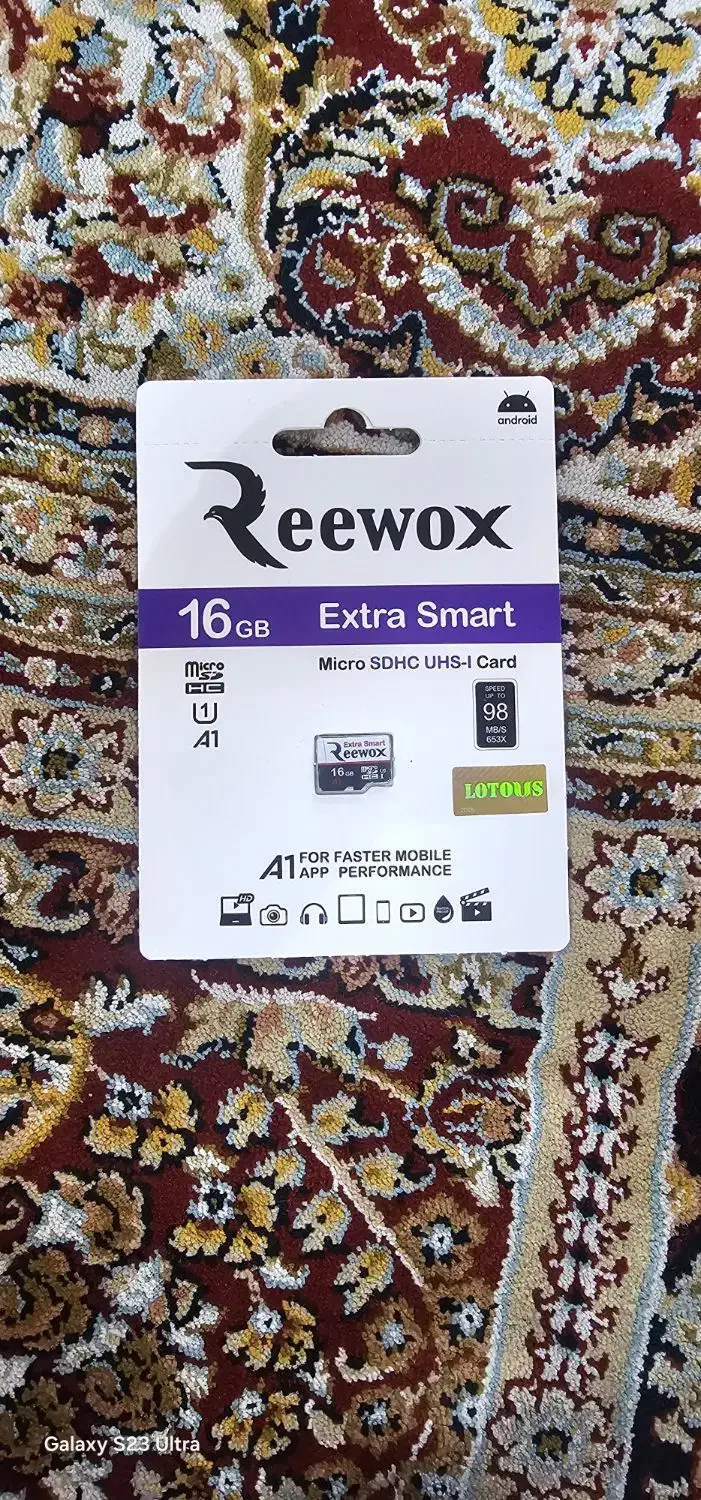 android
Reewox
16GB Extra Smart
Micro SDHC UHS-I Card
Micro
SD
HC
U1
A1
SPEED
UP TO
98
MB/S
653X
Extra Smart
Reewox
16GB
LOTOUS
A1 FOR FASTER MOBILE
APP PERFORMANCE
HD
Galaxy S23 Ultra